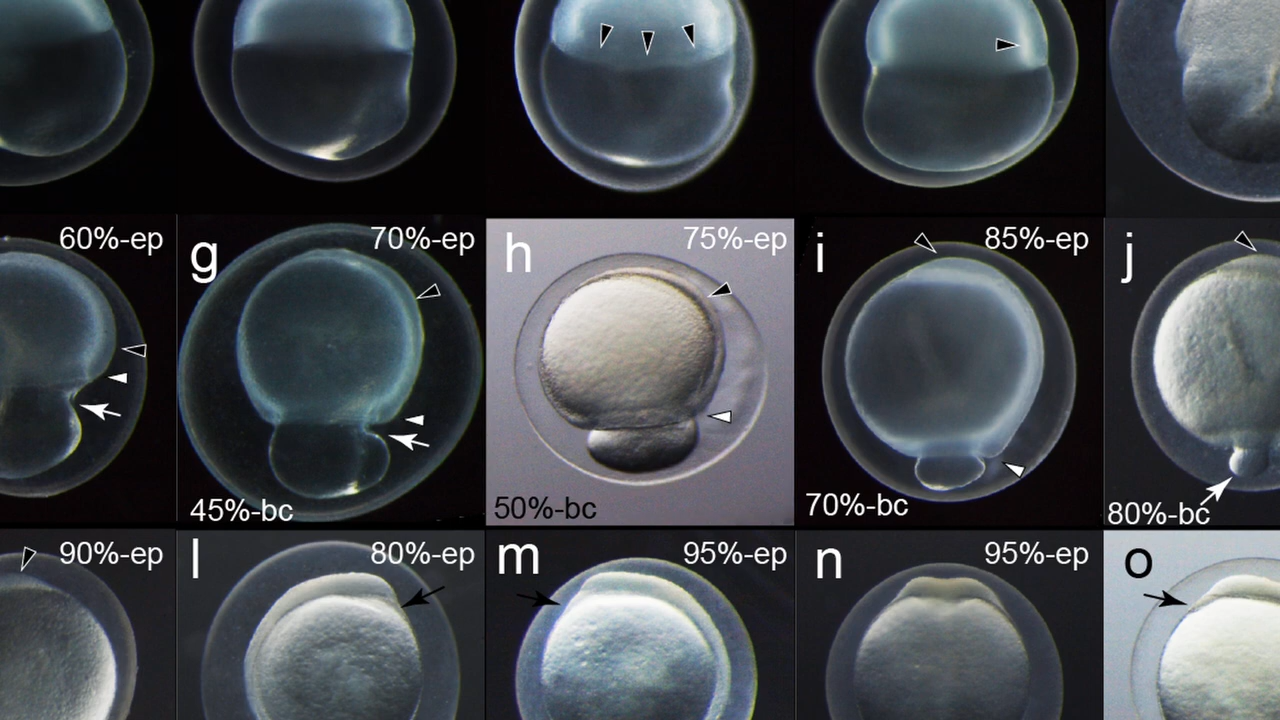 60%-ep
g
70%-ep
h
75%-ep
i
85%-ep
j
45%-bc
50%-bc
70%-bc
80%-bc
90%-ep
l
80%-ep
m
95%-ep
n
95%-ep
o